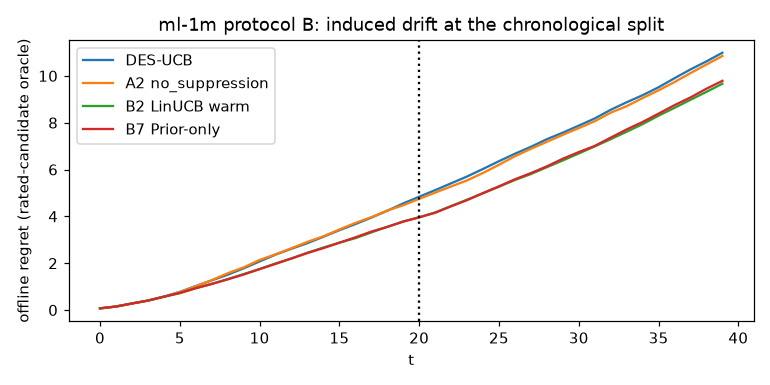 ml-1m protocol B: induced drift at the chronological split
DES-UCB
A2 no_suppression
B2 LinUCB warm
B7 Prior-only
offline regret (rated-candidate oracle)
10
8
6
4
2
0
0 5 10 15 20 25 30 35 40
t